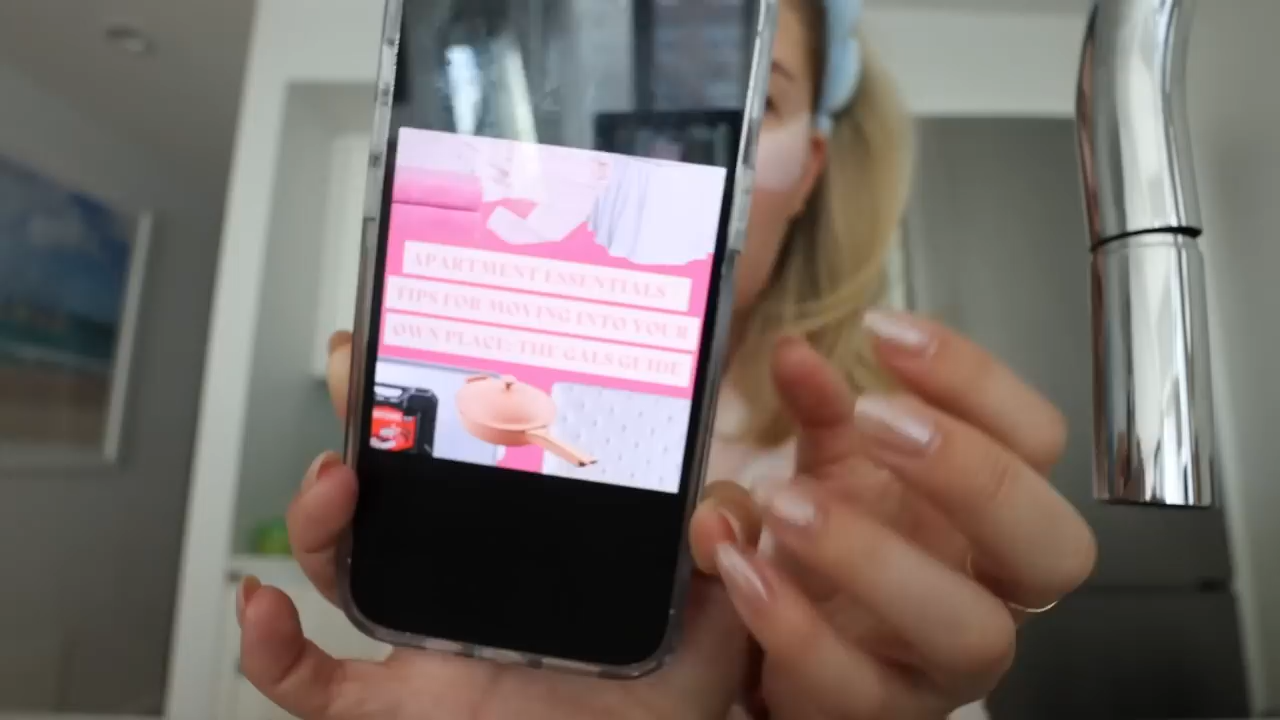 APARTMENT ESSENTIALS
TIPS FOR MOVING INTO YOUR
OWN PLACE: THE GALS GUIDE